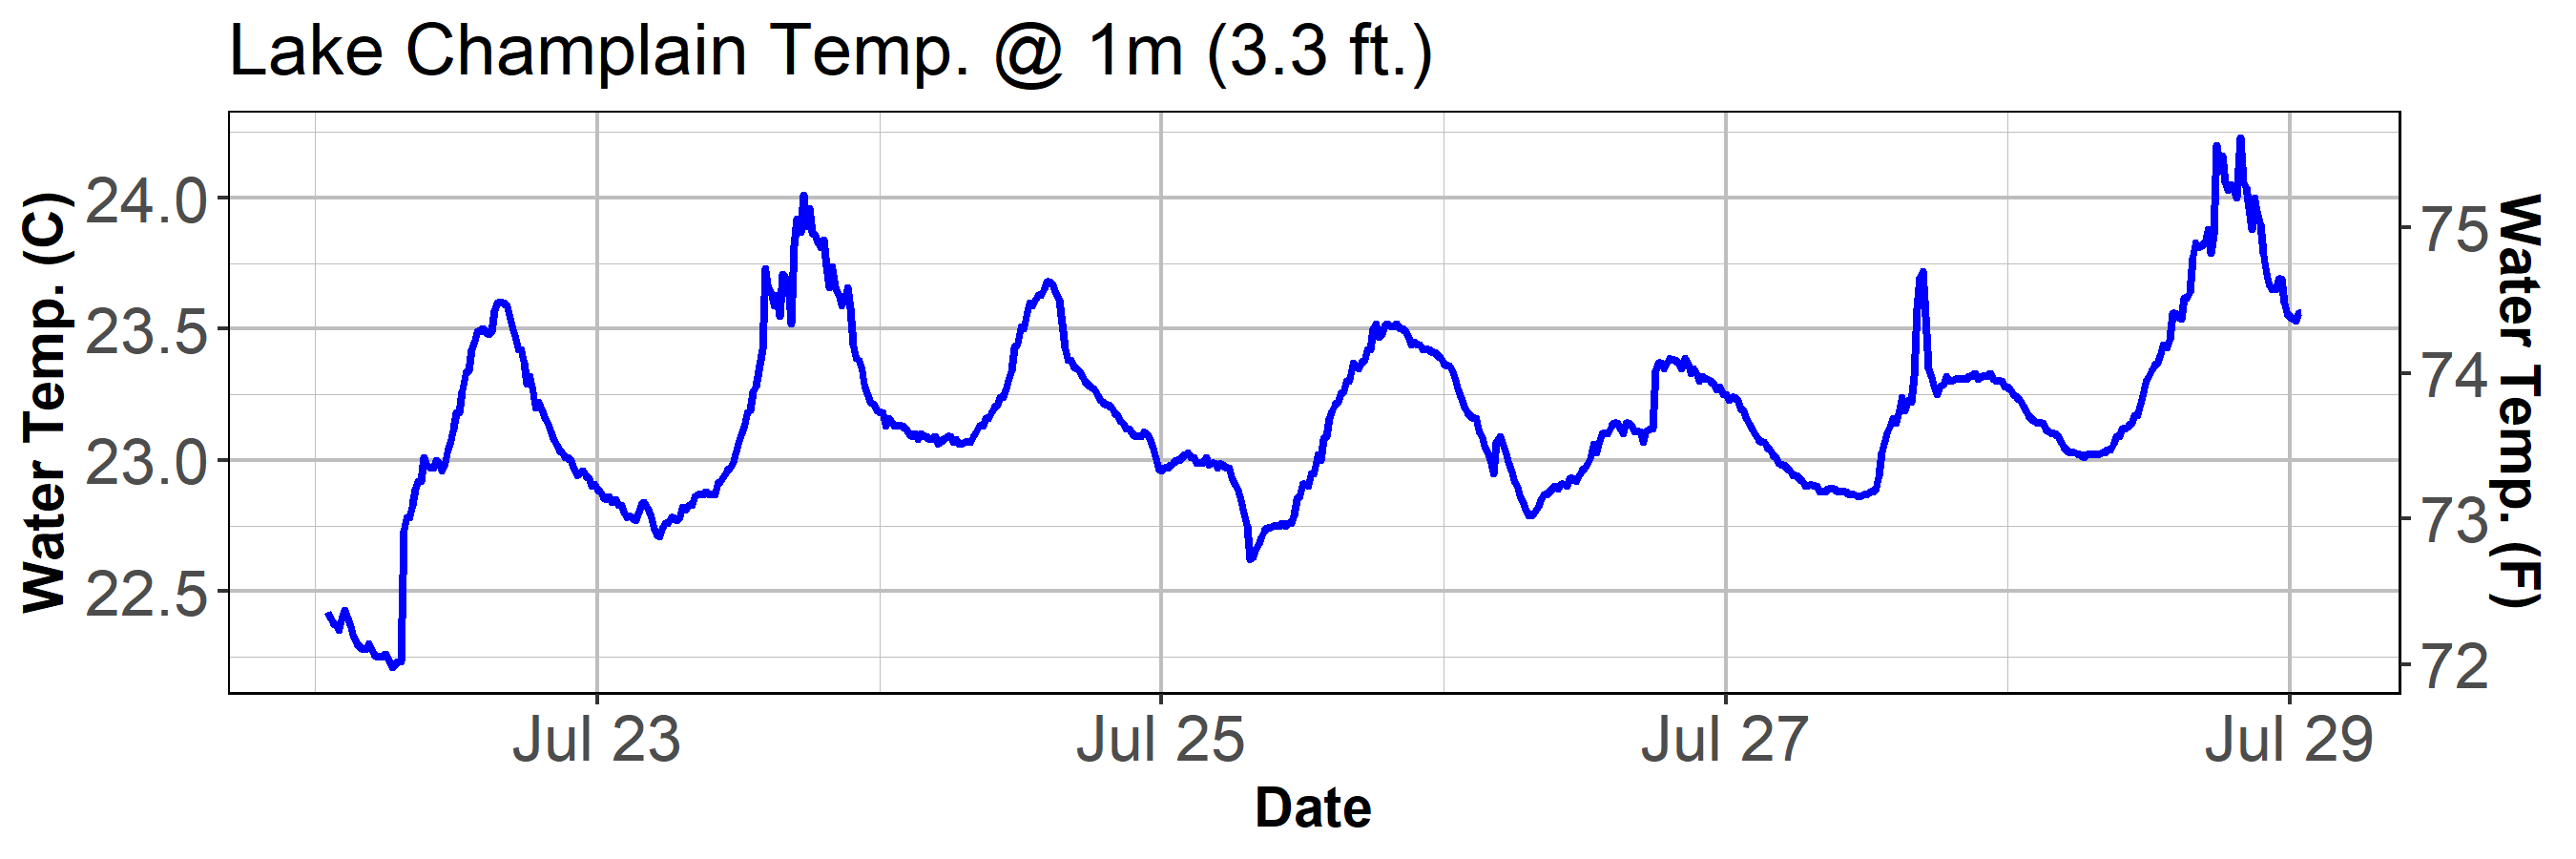 Lake Champlain Temp. @ 1m (3.3 ft.)
Water Temp. (C)
24.0
23.5
23.0
22.5
75
74
73
72
Water Temp. (F)
Jul 23 Jul 25 Jul 27 Jul 29
Date